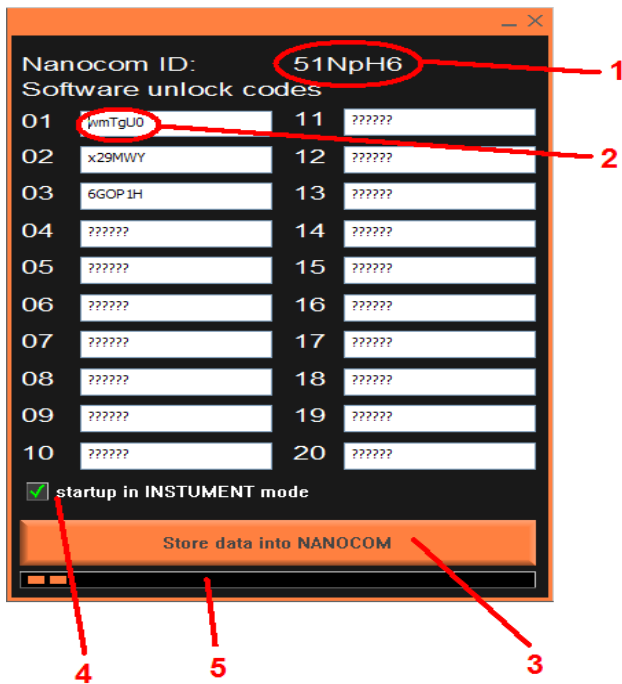 Nanocom ID: 51NpH6
1
Software unlock codes
01 wmTgU0 11 ??????
2
02 x29MWY 12 ??????
03 6GOP1H 13 ??????
04 ?????? 14 ??????
05 ?????? 15 ??????
06 ?????? 16 ??????
07 ?????? 17 ??????
08 ?????? 18 ??????
09 ?????? 19 ??????
10 ?????? 20 ??????
startup in INSTUMENT mode
Store data into NANOCOM
4 5 3